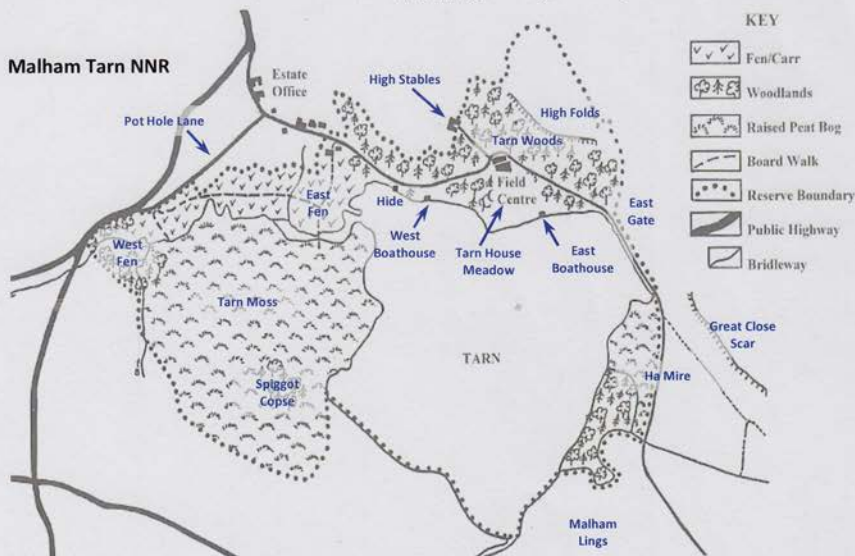 Malham Tarn NNR
Estate
Office
High Stables
Pot Hole Lane
High Folds
Tarn Woods
East Fen
Hide
Field
Centre
East
Gate
West
Fen
West
Boathouse
Tarn House
Meadow
East
Boathouse
Tarn Moss
Great Close
Scar
TARN
Ha Mire
Spiggot
Copse
Malham
Lings
KEY
Fen/Carr
Woodlands
Raised Peat Bog
Board Walk
Reserve Boundary
Public Highway
Bridleway